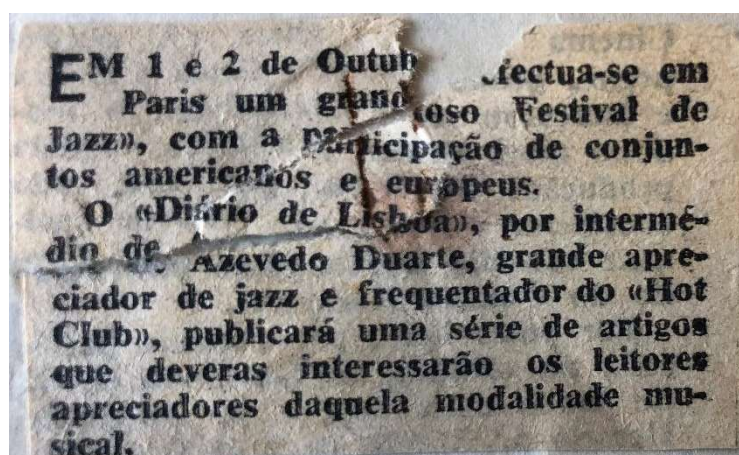 EM 1 e 2 de Outub fectua-se em
Paris um grand oso Festival de
Jazz», com a participação de conjun-
tos americanos e europeus.
O «Diário de Lisboa», por intermé-
dio de Azevedo Duarte, grande apre-
ciador de jazz e frequentador do «Hot
Club», publicará uma série de artigos
que deveras interessarão os leitores
apreciadores daquela modalidade mu-
sical.